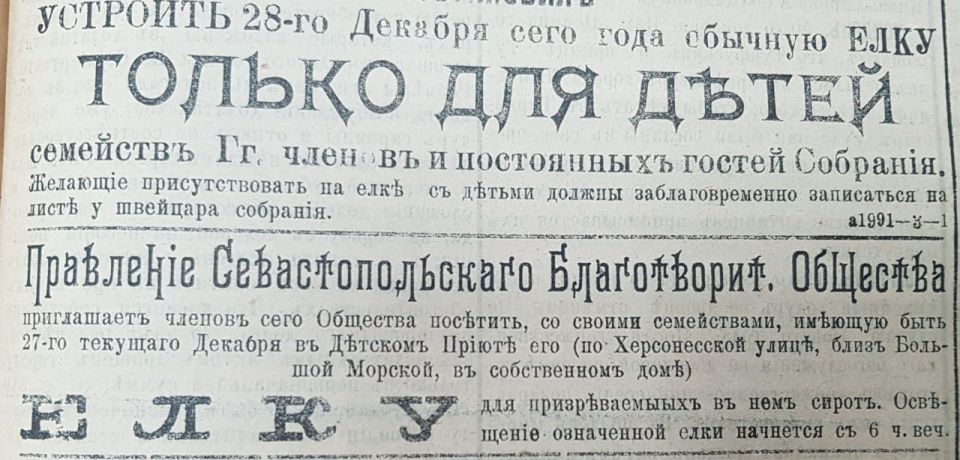 УСТРОИТЬ 28-го Декабря сего года обычную ЕЛКУ
ТОЛЬКО ДЛЯ ДѢТЕЙ
семействъ Гг. членовъ и постоянныхъ гостей Собранія.
Желающіе присутствовать на елкѣ съ дѣтьми должны заблаговременно записаться на
листѣ у швейцара собранія.
а1991—3—1
Правленіе Севастопольскаго Благотворит. Общества
приглашаетъ членовъ сего Общества посѣтить, со своими семействами, имѣющую быть
27-го текущаго Декабря въ Дѣтскомъ Пріютѣ его (по Херсонесской улицѣ, близъ Боль-
шой Морской, въ собственномъ домѣ)
ЕЛКУ для призрѣваемыхъ въ немъ сиротъ. Освѣ-
щеніе означенной елки начнется съ 6 ч. веч.